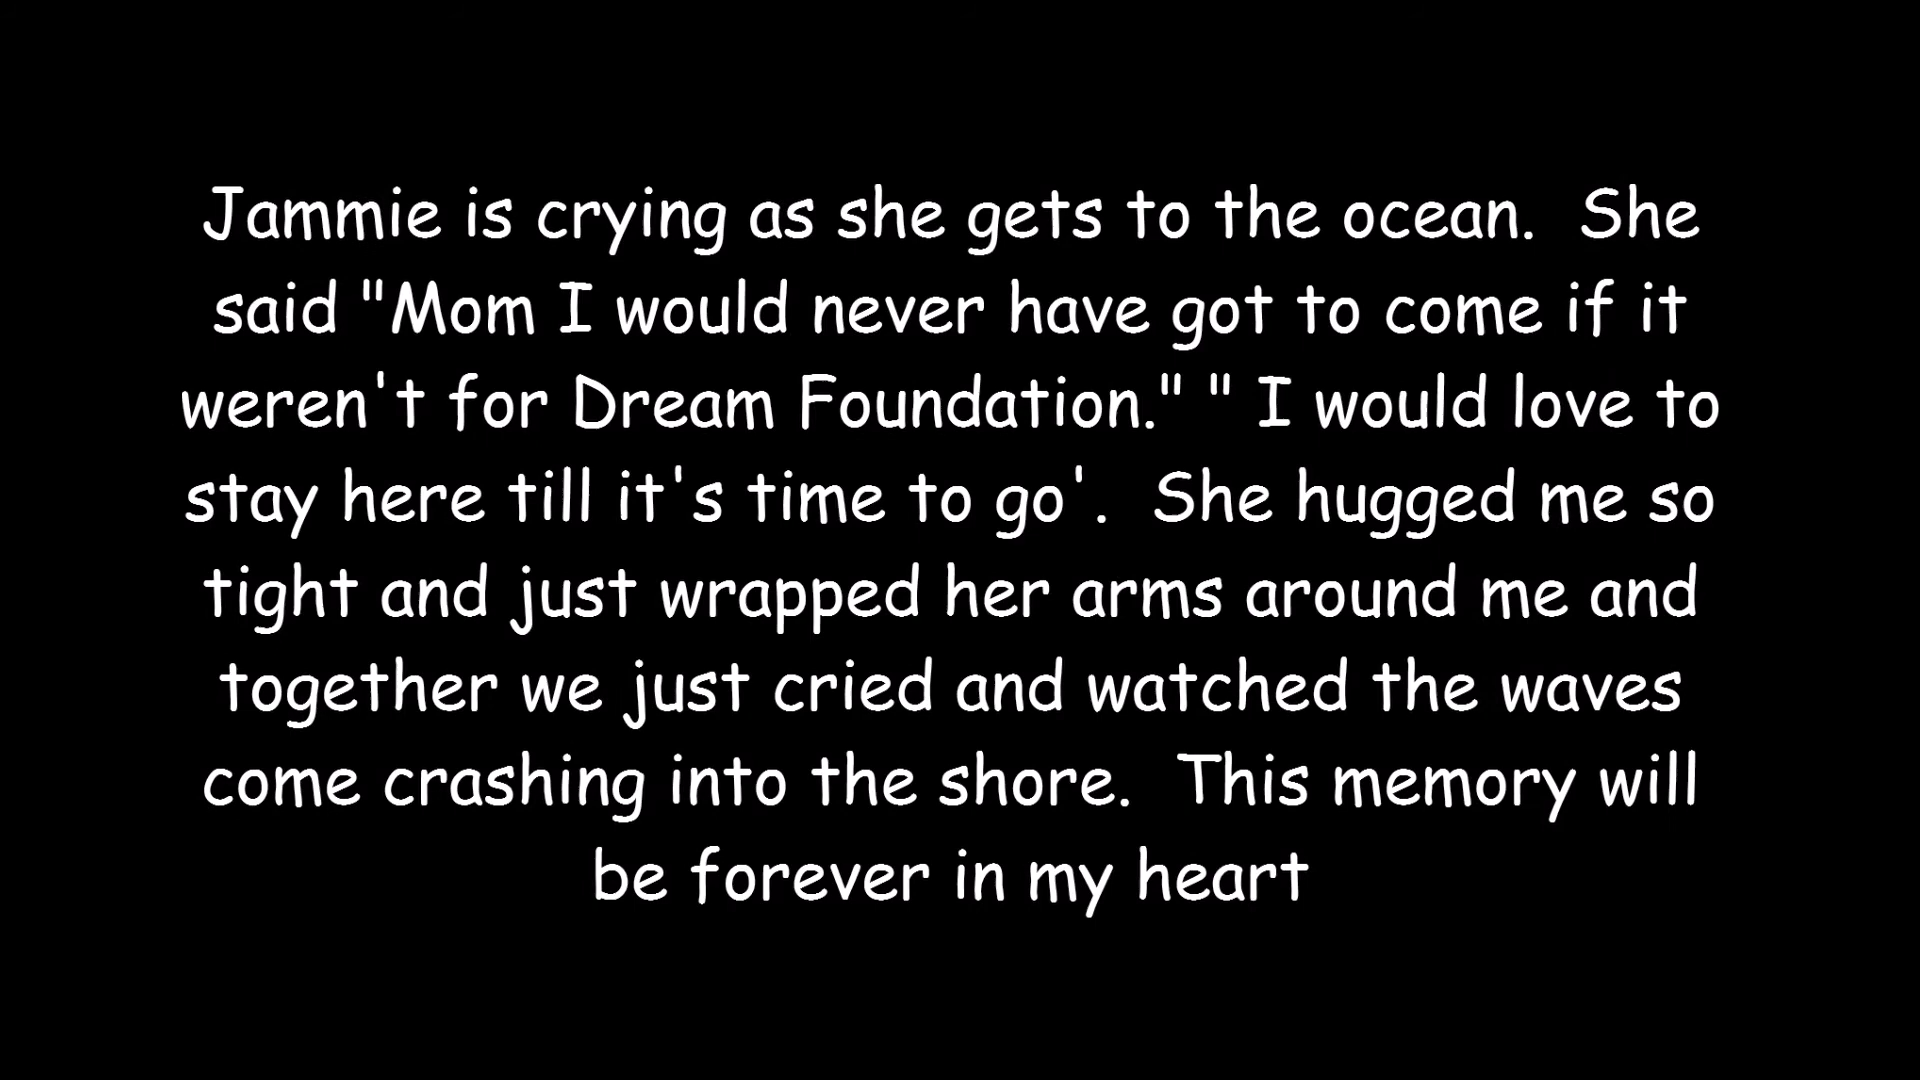 Jammie is crying as she gets to the ocean.  She
said "Mom I would never have got to come if it
weren't for Dream Foundation." " I would love to
stay here till it's time to go'.  She hugged me so
tight and just wrapped her arms around me and
together we just cried and watched the waves
come crashing into the shore.  This memory will
be forever in my heart